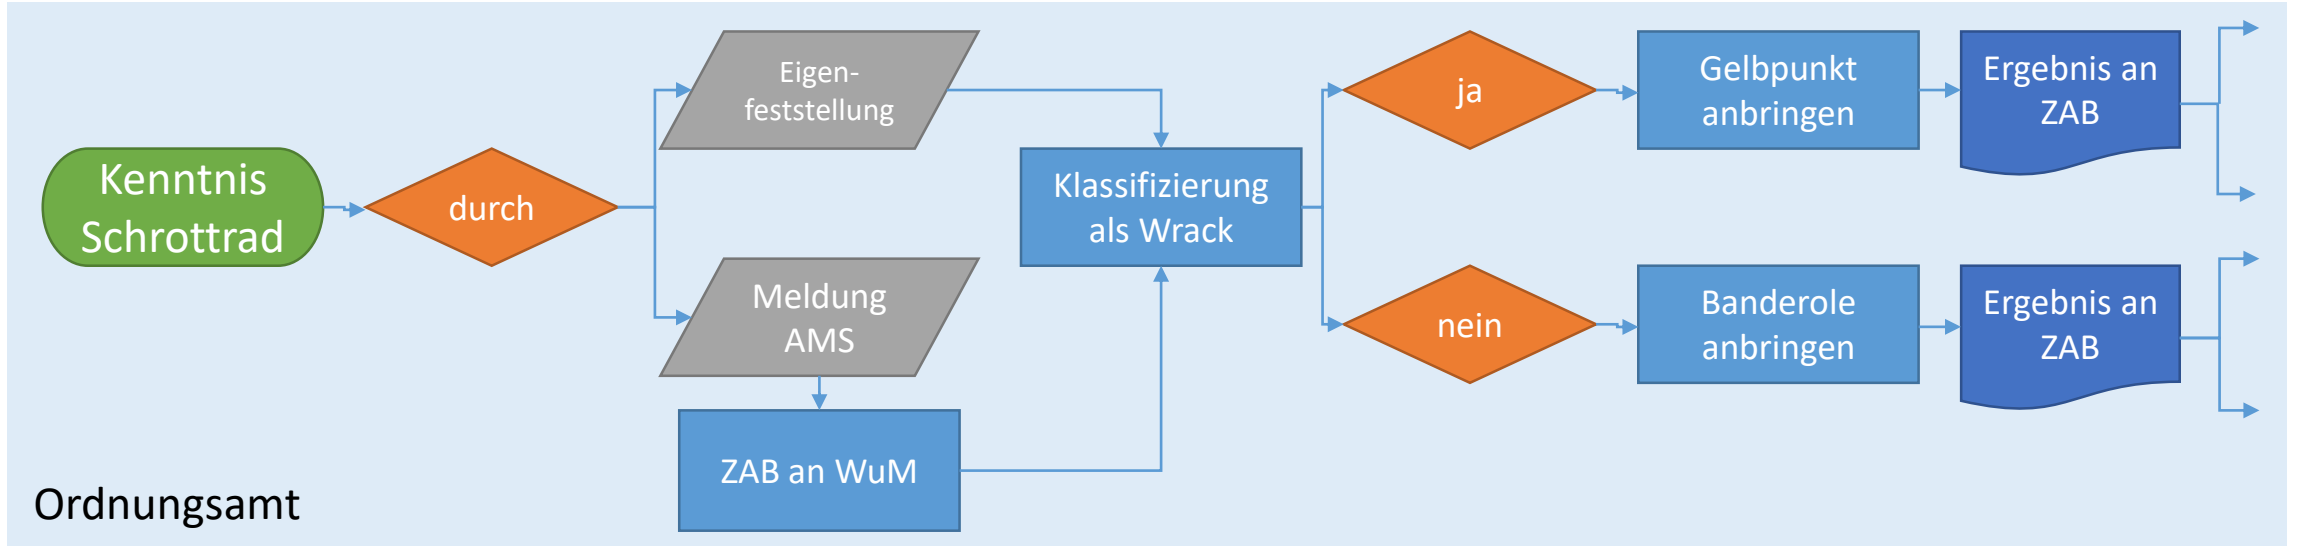 Kenntnis
Schrottrad
durch
Eigen-
feststellung
Meldung
AMS
ZAB an WuM
Klassifizierung
als Wrack
ja
Gelbpunkt
anbringen
Ergebnis an
ZAB
nein
Banderole
anbringen
Ergebnis an
ZAB
Ordnungsamt